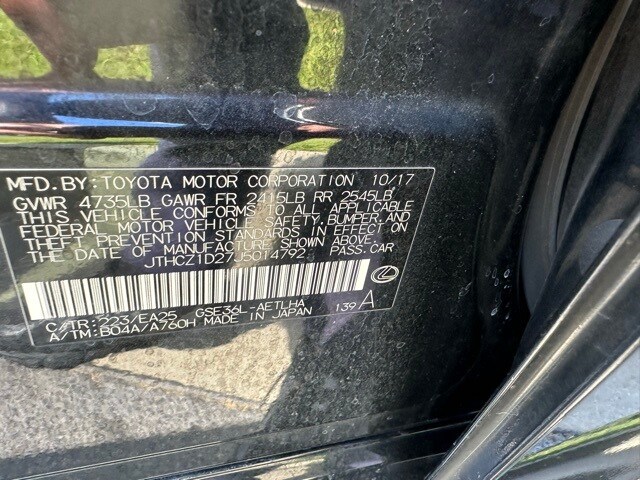 MFD.BY:TOYOTA MOTOR CORPORATION 10/17
GVWR 4735LB GAWR FR 2415LB RR 2545LB
THIS VEHICLE CONFORMS TO ALL APPLICABLE
FEDERAL MOTOR VEHICLE SAFETY,BUMPER,AND
THEFT PREVENTION STANDARDS IN EFFECT ON
THE DATE OF MANUFACTURE SHOWN ABOVE.
JTHCZ1D27J5014792 PASS.CAR
C/TR:223/EA25 GSE36L-AETLHA
A/TM:B04A/A760H MADE IN JAPAN 139 A